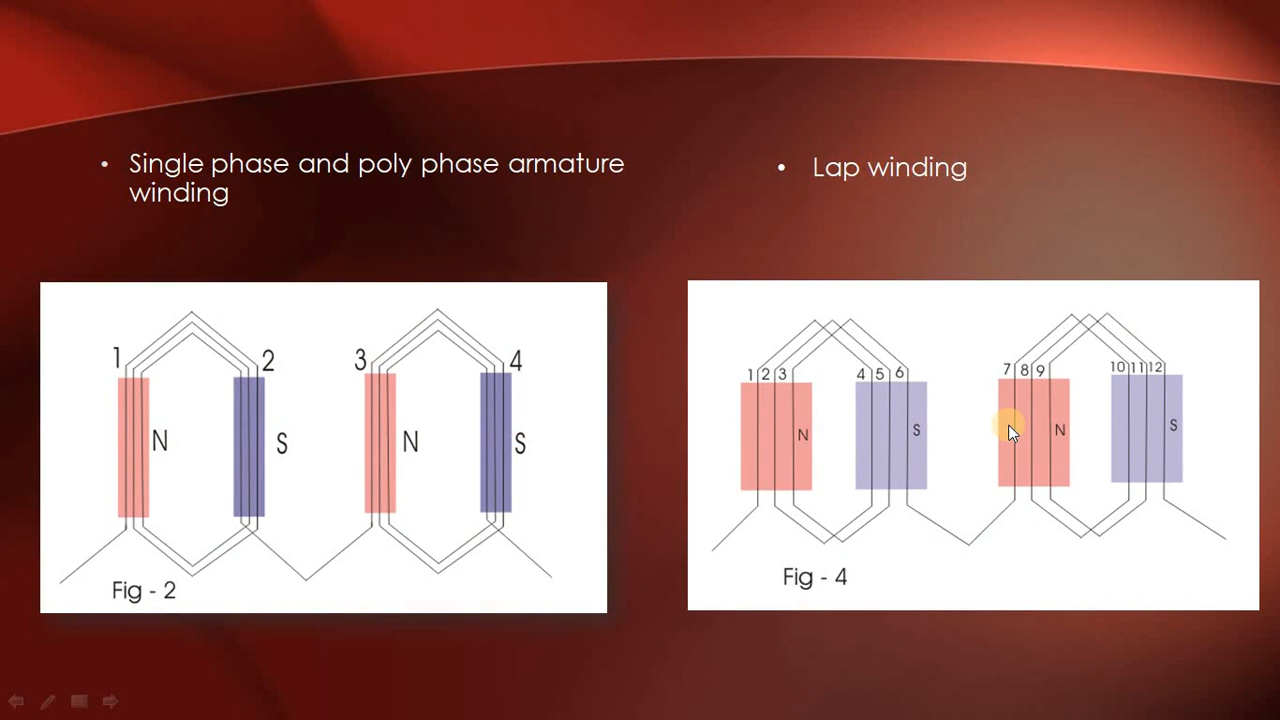 • Single phase and poly phase armature
winding
• Lap winding
1 2 3 4
N S N S
Fig - 2
1 2 3 4 5 6 7 8 9 10 11 12
N S N S
Fig - 4